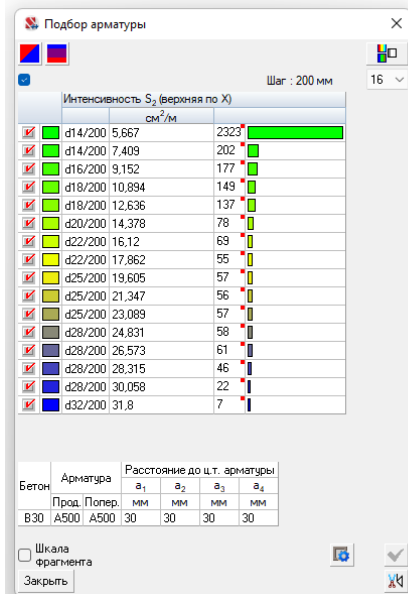 Подбор арматуры
Шаг : 200 мм
16
Интенсивность S2 (верхняя по X)
см2/м
d14/200 5,667 2323
d14/200 7,409 202
d16/200 9,152 177
d18/200 10,894 149
d18/200 12,636 137
d20/200 14,378 78
d22/200 16,12 69
d22/200 17,862 55
d25/200 19,605 57
d25/200 21,347 56
d25/200 23,089 57
d28/200 24,831 58
d28/200 26,573 61
d28/200 28,315 46
d28/200 30,058 22
d32/200 31,8 7
Бетон Арматура Расстояние до ц.т. арматуры
a1 a2 a3 a4
Прод. Попер. мм мм мм мм
B30 A500 A500 30 30 30 30
Шкала
фрагмента
Закрыть